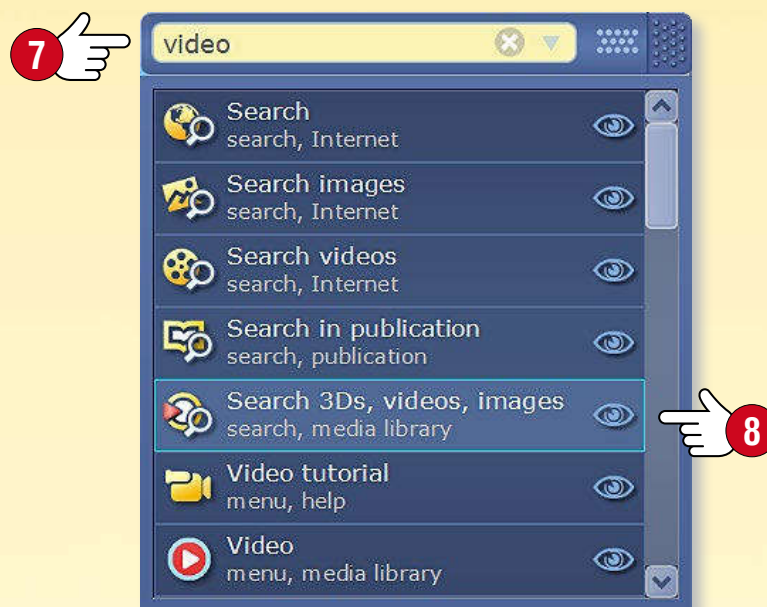 7
video
Search
search, Internet
Search images
search, Internet
Search videos
search, Internet
Search in publication
search, publication
Search 3Ds, videos, images
search, media library
8
Video tutorial
menu, help
Video
menu, media library